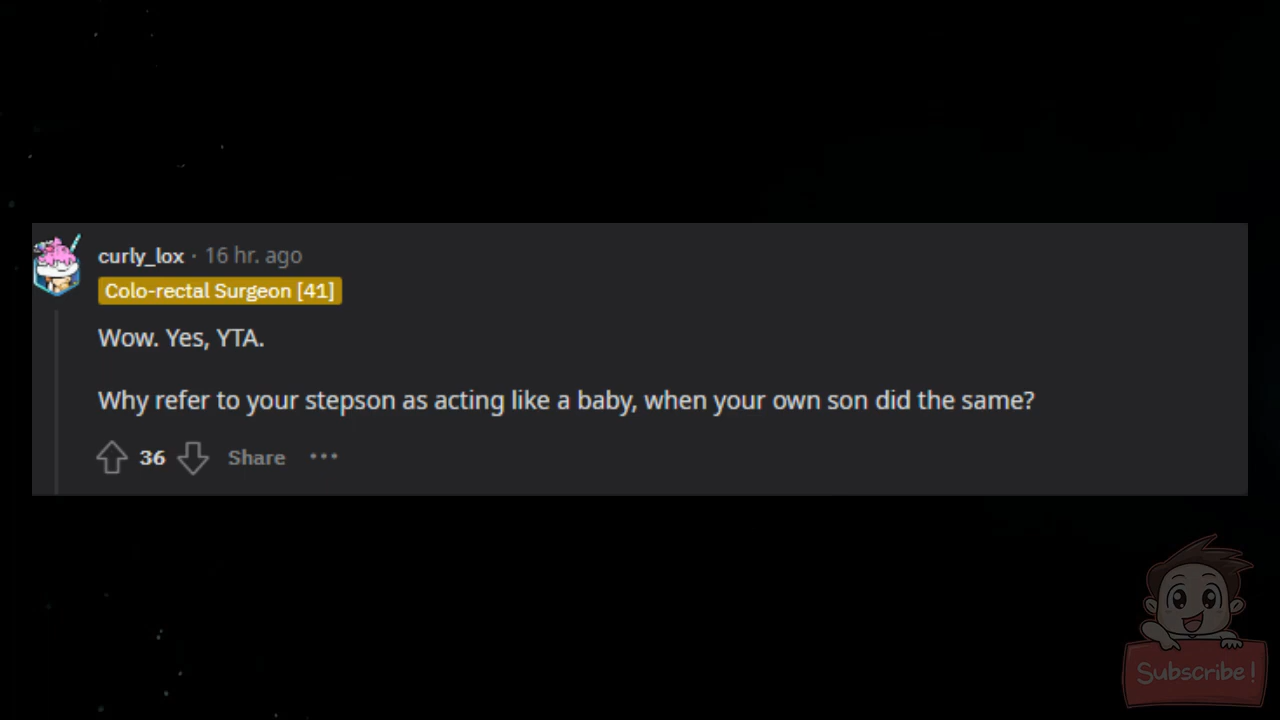 curly_lox · 16 hr. ago
Colo-rectal Surgeon [41]
Wow. Yes, YTA.
Why refer to your stepson as acting like a baby, when your own son did the same?
36 Share ···
Subscribe!